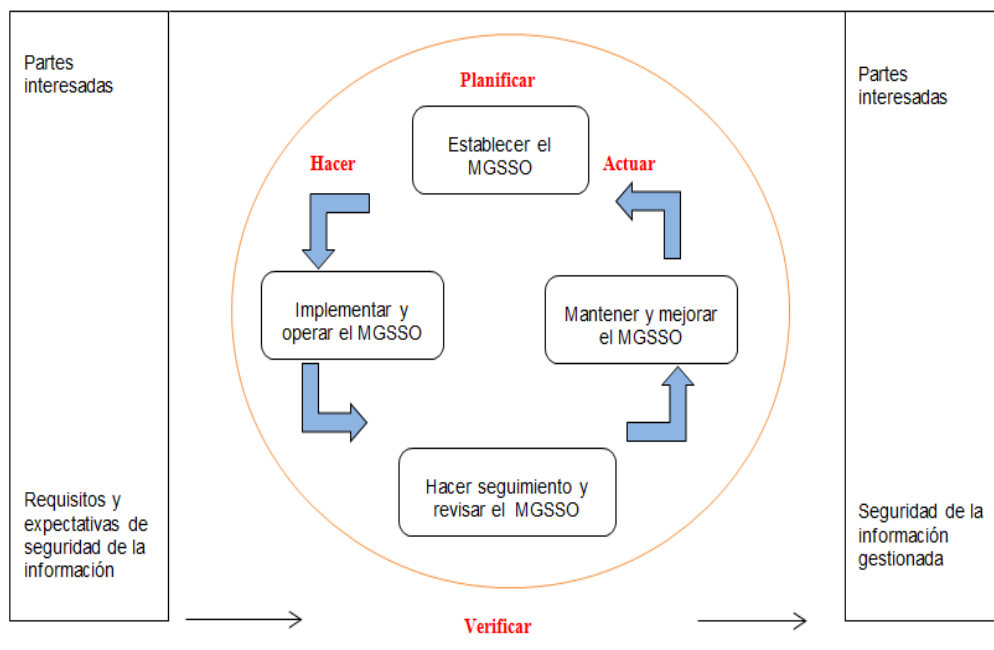 Partes
interesadas
Requisitos y
expectativas de
seguridad de la
información
Planificar
Establecer el
MGSSO
Hacer
Actuar
Implementar y
operar el MGSSO
Mantener y mejorar
el MGSSO
Hacer seguimiento y
revisar el MGSSO
Verificar
Partes
interesadas
Seguridad de la
información
gestionada